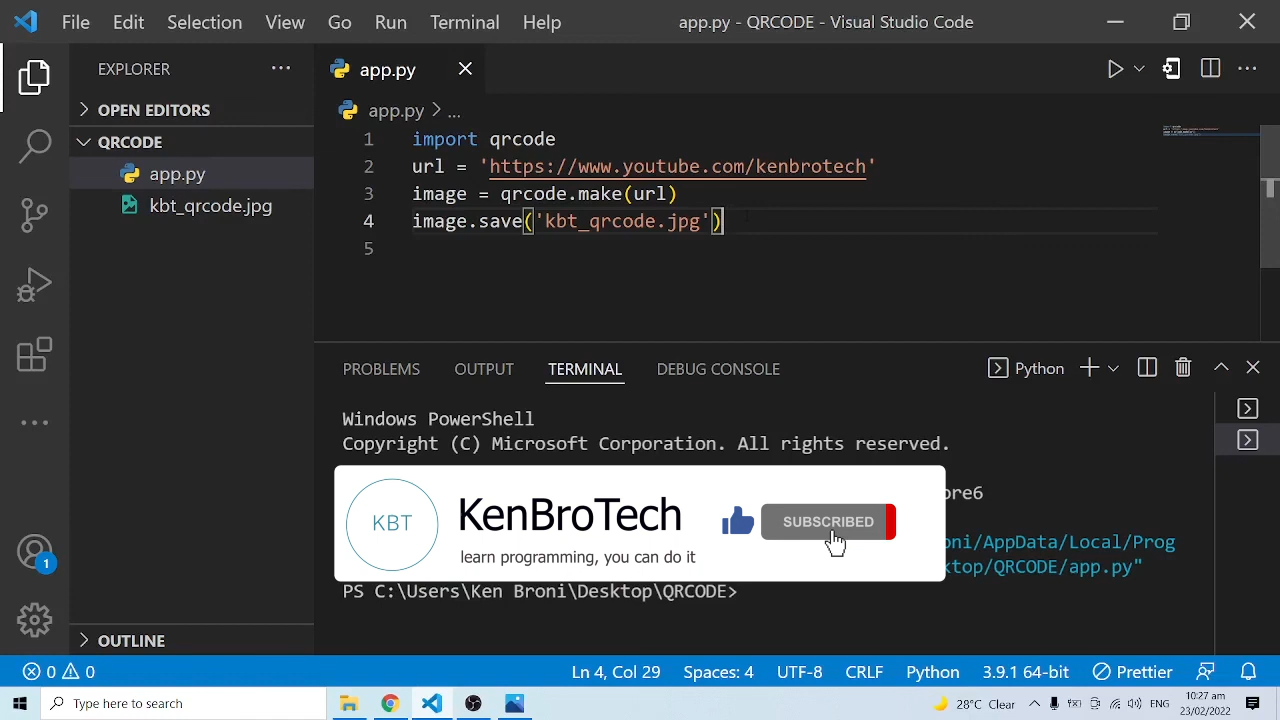 File Edit Selection View Go Run Terminal Help
app.py - QRCODE - Visual Studio Code
EXPLORER
OPEN EDITORS
QRCODE
app.py
kbt_qrcode.jpg
OUTLINE
1
app.py
app.py > ...
1 import qrcode
2 url = 'https://www.youtube.com/kenbrotech'
3 image = qrcode.make(url)
4 image.save('kbt_qrcode.jpg')
5
PROBLEMS OUTPUT TERMINAL DEBUG CONSOLE
Python
Windows PowerShell
Copyright (C) Microsoft Corporation. All rights reserved.
ore6
oni/AppData/Local/Prog
ktop/QRCODE/app.py"
KBT
KenBroTech
learn programming, you can do it
SUBSCRIBED
PS C:\Users\Ken Broni\Desktop\QRCODE>
0 0 Ln 4, Col 29 Spaces: 4 UTF-8 CRLF Python 3.9.1 64-bit Prettier
Type here to search
28°C Clear
10:27 am
23/02/2022